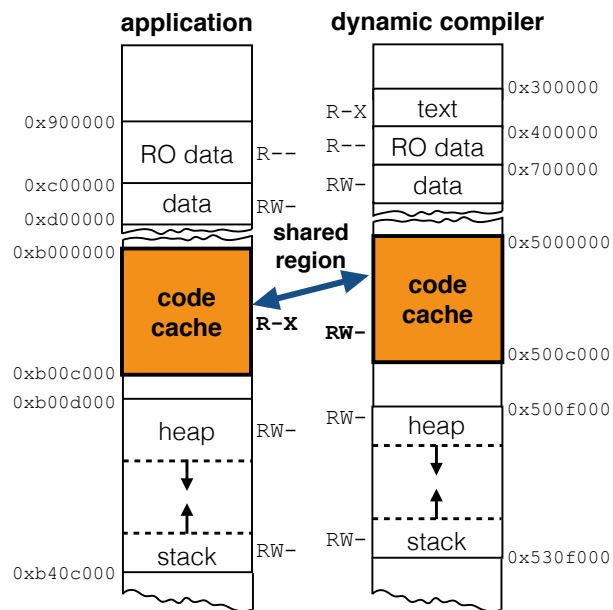 application
dynamic compiler
0x900000
RO data
R--
0xc00000
data
RW-
0xd00000
0xb000000
code
cache
R-X
0xb00c000
0xb00d000
heap
RW-
stack
RW-
0xb40c000
shared
region
0x300000
R-X
text
0x400000
R--
RO data
0x700000
RW-
data
0x5000000
code
cache
RW-
0x500c000
0x500f000
RW-
heap
RW-
stack
0x530f000